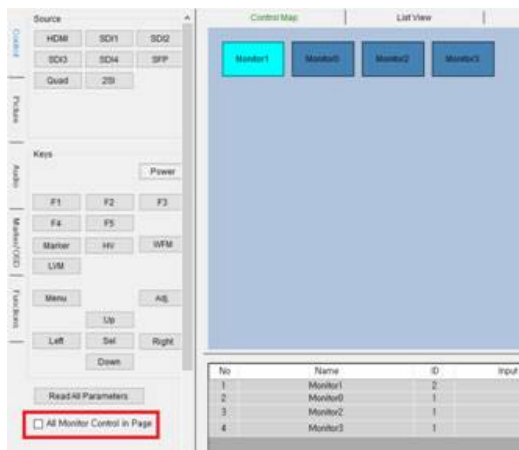 Source
HDMI SDI1 SDI2
SDI3 SDI4 SFP
Quad 2SI
Control
Picture
Audio
Marker/OSD
Functions
Keys
Power
F1 F2 F3
F4 F5
Marker HV WFM
LVM
Menu Adj.
Up
Left Sel Right
Down
Read All Parameters
All Monitor Control in Page
Control Map List View
Monitor1 Monitor0 Monitor2 Monitor3
No Name ID Input
1 Monitor1 2
2 Monitor0 1
3 Monitor2 1
4 Monitor3 1